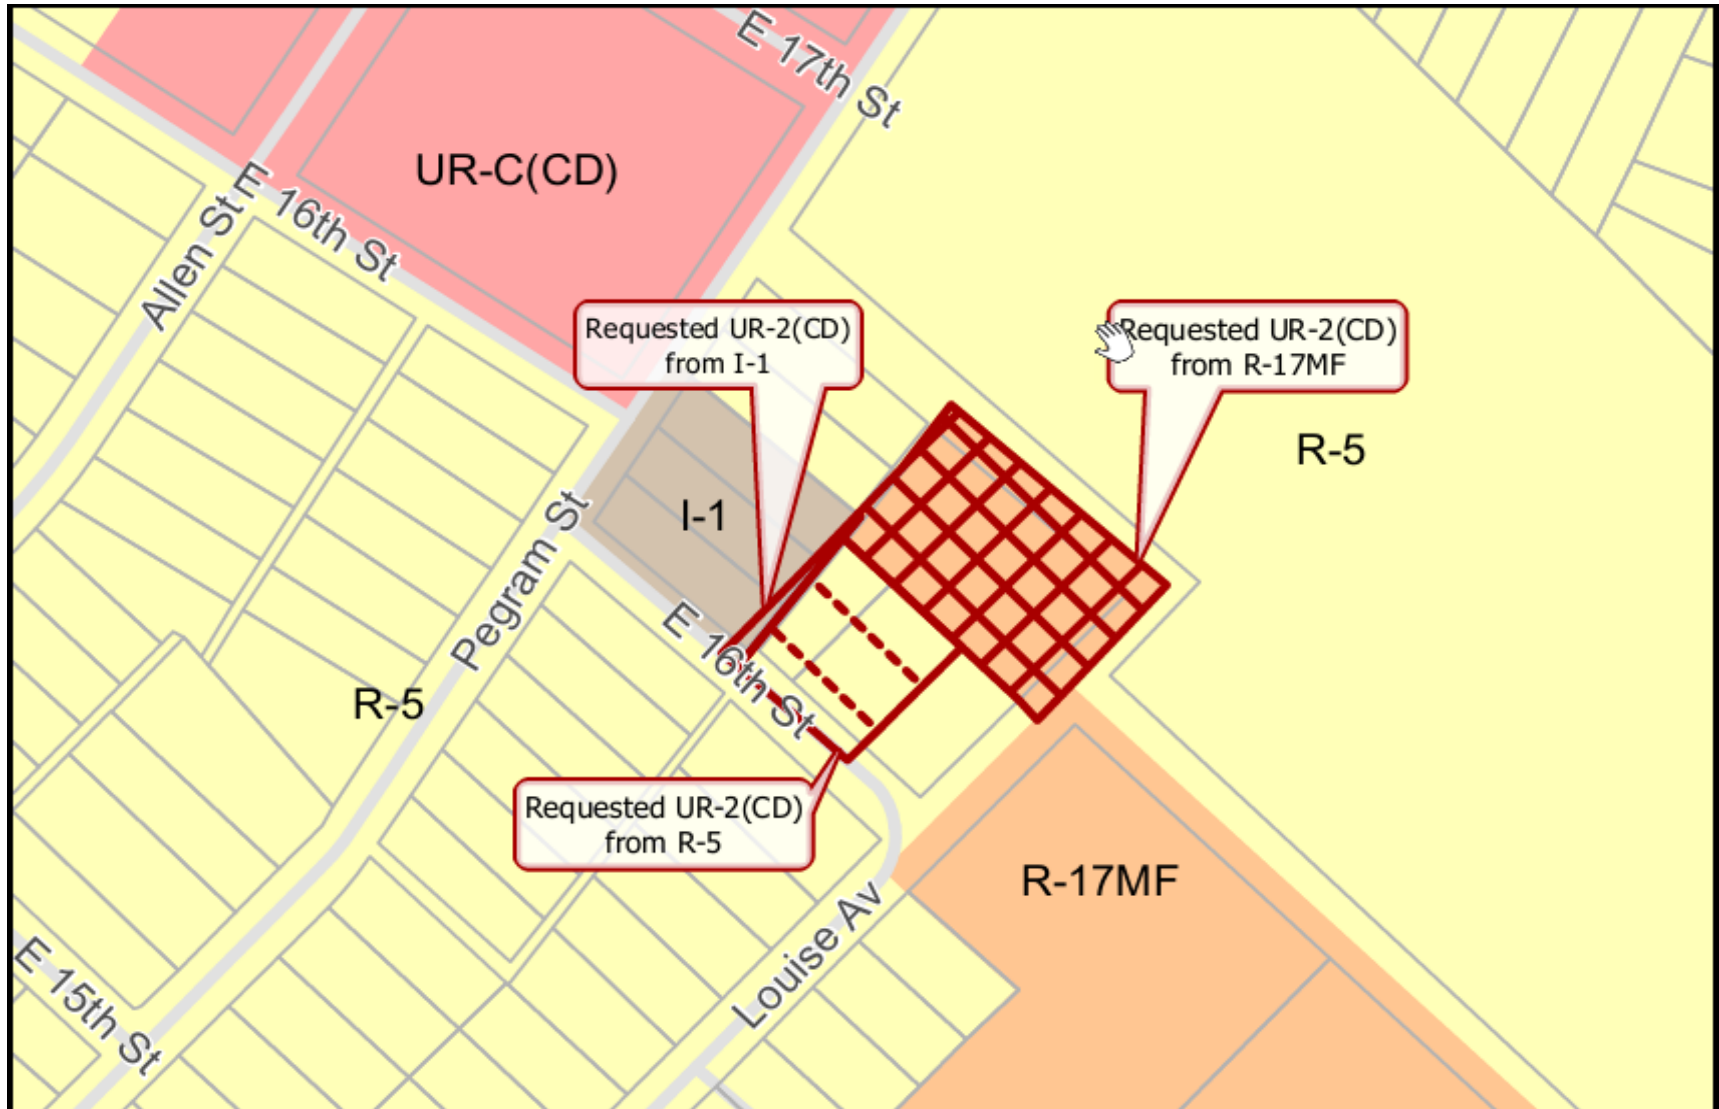 E 17th St
UR-C(CD)
E 16th St
Allen St
Requested UR-2(CD)
from I-1
Requested UR-2(CD)
from R-17MF
R-5
I-1
Pegram St
E 16th St
R-5
Requested UR-2(CD)
from R-5
R-17MF
Louise Av
E 15th St